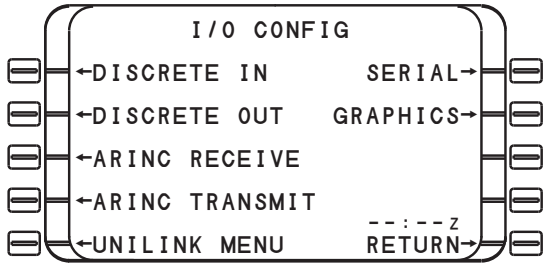 I/O CONFIG
←DISCRETE IN SERIAL→
←DISCRETE OUT GRAPHICS→
←ARINC RECEIVE
←ARINC TRANSMIT
--:--Z
←UNILINK MENU RETURN→